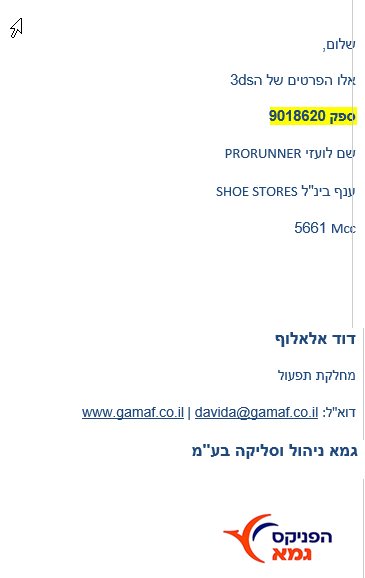 שלום,
אלו הפרטים של ה3ds
ספק 9018620
שם לועזי PRORUNNER
ענף בינ"ל SHOE STORES
5661 Mcc
דוד אלאלוף
מחלקת תפעול
דוא"ל: davida@gamaf.co.il | www.gamaf.co.il
גמא ניהול וסליקה בע"מ
הפניקס
גמא